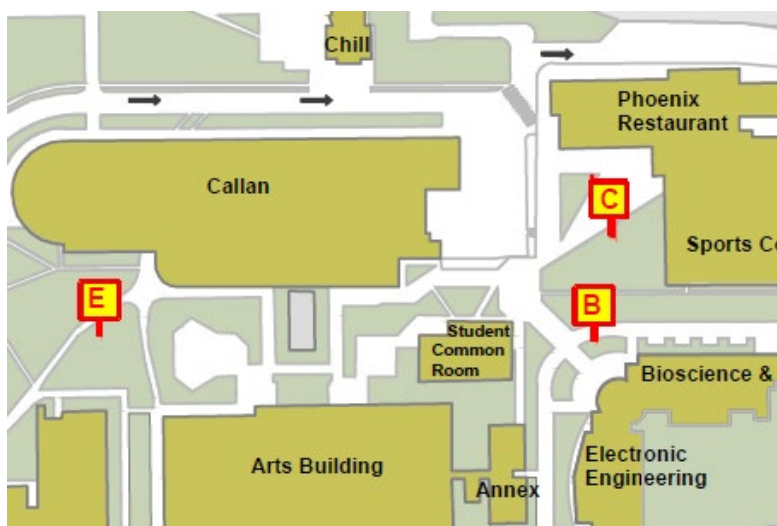 Chill
Phoenix
Restaurant
Callan
C
Sports Co
E
B
Student
Common
Room
Bioscience &
Arts Building
Electronic
Engineering
Annex